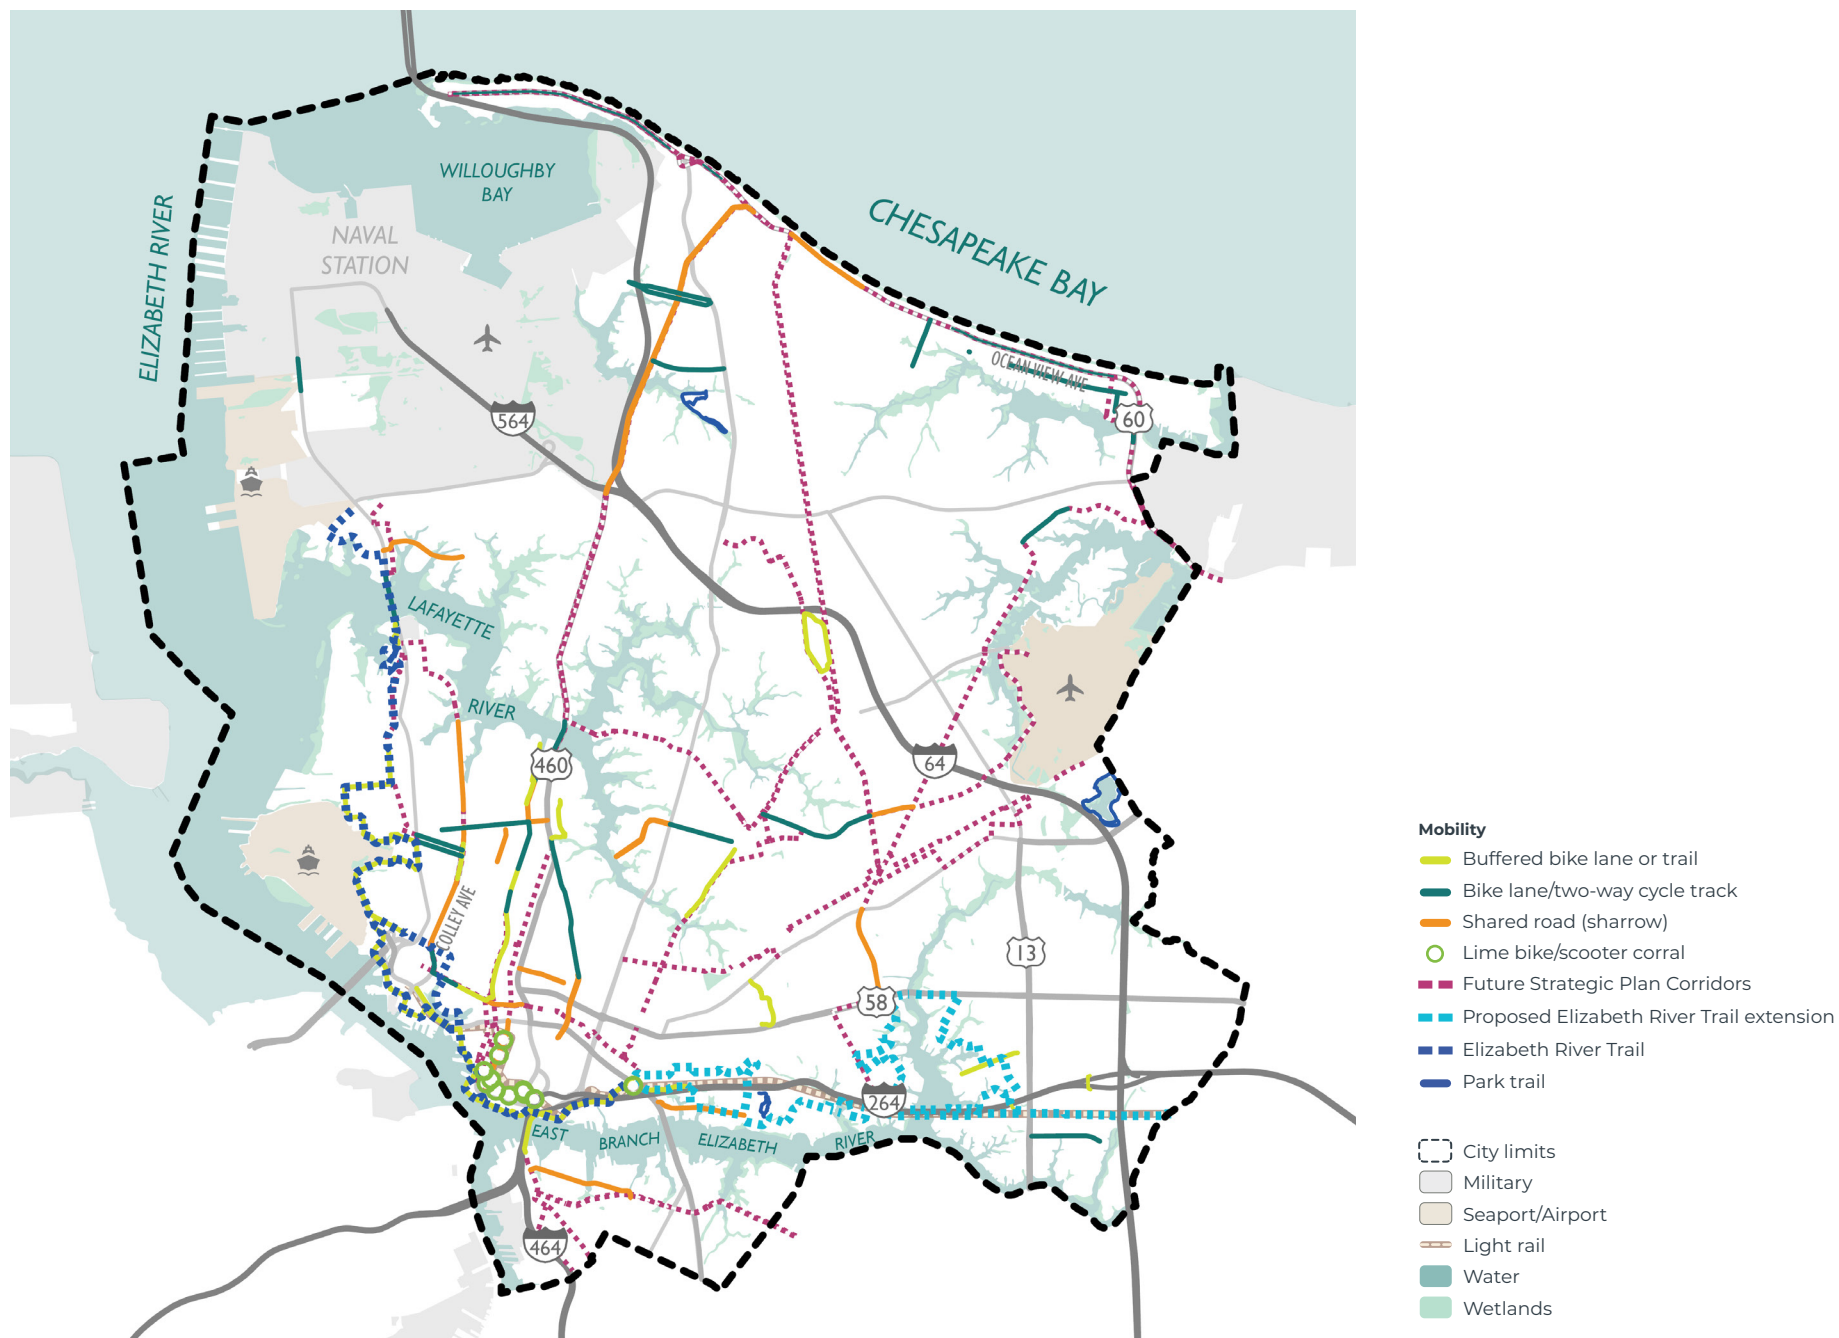 WILLOUGHBY
BAY
ELIZABETH RIVER
NAVAL
STATION
CHESAPEAKE BAY
OCEAN VIEW AVE
564
60
LAFAYETTE
RIVER
460
64
COLLEY AVE
13
58
264
EAST
BRANCH
ELIZABETH
RIVER
464
Mobility
Buffered bike lane or trail
Bike lane/two-way cycle track
Shared road (sharrow)
Lime bike/scooter corral
Future Strategic Plan Corridors
Proposed Elizabeth River Trail extension
Elizabeth River Trail
Park trail
City limits
Military
Seaport/Airport
Light rail
Water
Wetlands